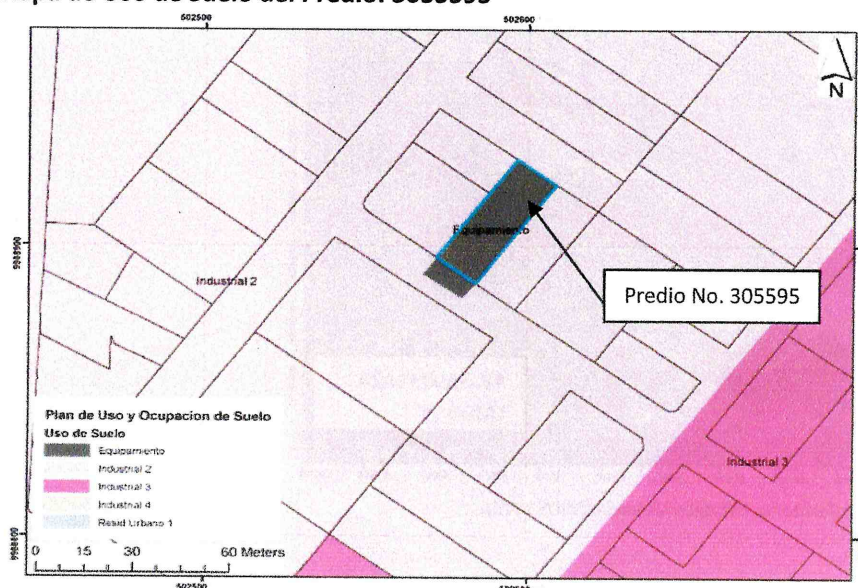 502500
502600
N
Equipamiento
Industrial 2
Predio No. 305595
Plan de Uso y Ocupacion de Suelo
Uso de Suelo
Equipamiento
Industrial 2
Industrial 3
Industrial 4
Resid Urbano 1
Industrial 3
0 15 30 60 Meters
502500